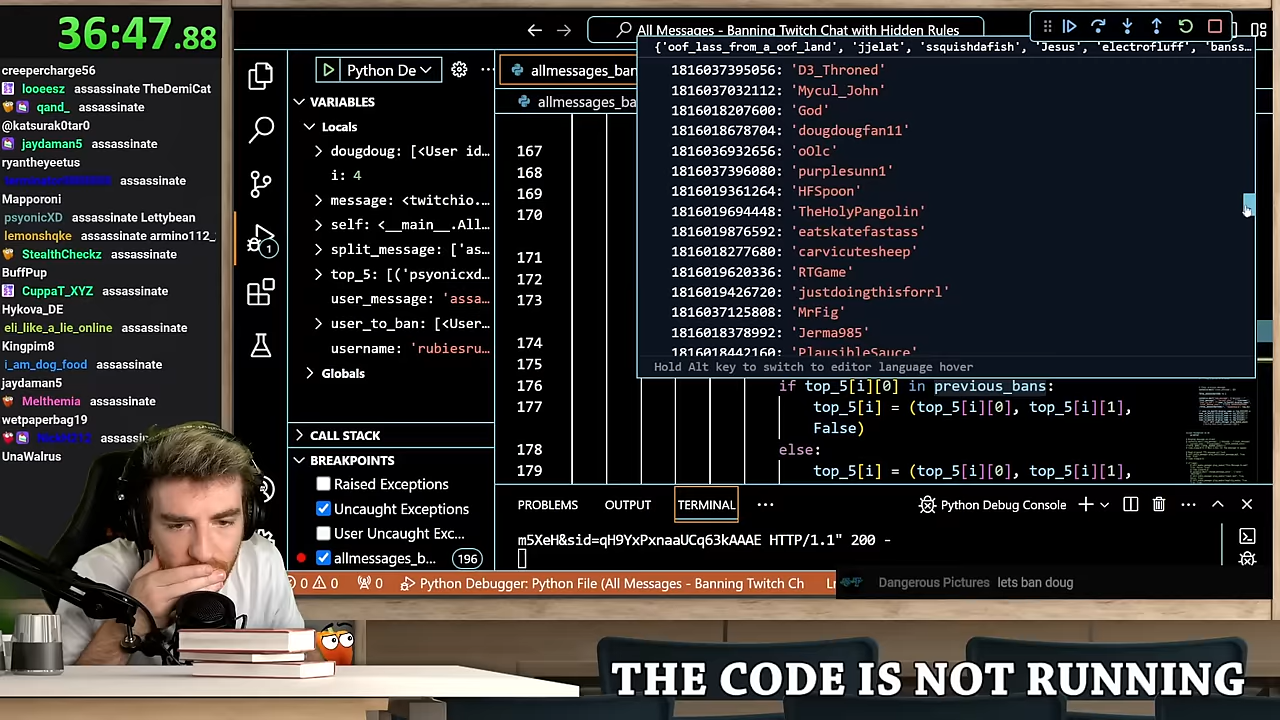 36:47.88
creepercharge56
looeesz assassinate TheDemiCat
qand_ assassinate
@katsurak0tar0
jaydaman5 assassinate
ryantheyeetus
assassinate
Mapporoni
psyonicXD assassinate Lettybean
lemonshqke assassinate armino112_
StealthCheckz assassinate
BuffPup
CuppaT_XYZ assassinate
Hykova_DE
eli_like_a_lie_online assassinate
Kingpim8
i_am_dog_food assassinate
jaydaman5
Melthemia assassinate
wetpaperbag19
assassin
UnaWalrus
All Messages - Banning Twitch Chat with Hidden Rules
Python De
allmessages_ban
allmessages_ba
VARIABLES
Locals
dougdoug: [<User id…
i: 4
message: <twitchio.…
self: <__main__.All…
split_message: ['as…
top_5: [('psyonicxd…
user_message: 'assa…
user_to_ban: [<User…
username: 'rubiesru…
Globals
CALL STACK
BREAKPOINTS
Raised Exceptions
Uncaught Exceptions
User Uncaught Exc…
allmessages_b… 196
1
167
168
169
170
171
172
173
174
175
176
177
178
179
{'oof_lass_from_a_oof_land', 'jjelat', 'ssquishdafish', 'Jesus', 'electrofluff', 'banss…
1816037395056: 'D3_Throned'
1816037032112: 'Mycul_John'
1816018207600: 'God'
1816018678704: 'dougdougfan11'
1816036932656: 'oOlc'
1816037396080: 'purplesunn1'
1816019361264: 'HFSpoon'
1816019694448: 'TheHolyPangolin'
1816019876592: 'eatskatefastass'
1816018277680: 'carvicutesheep'
1816019620336: 'RTGame'
1816019426720: 'justdoingthisforrl'
1816037125808: 'MrFig'
1816018378992: 'Jerma985'
1816018442160: 'PlausibleSauce'
Hold Alt key to switch to editor language hover
if top_5[i][0] in previous_bans:
top_5[i] = (top_5[i][0], top_5[i][1],
False)
else:
top_5[i] = (top_5[i][0], top_5[i][1],
PROBLEMS OUTPUT TERMINAL ··· Python Debug Console
m5XeH&sid=qH9YxPxnaaUCq63kAAAE HTTP/1.1" 200 -
0 0 0 Python Debugger: Python File (All Messages - Banning Twitch Ch Ln
Dangerous Pictures lets ban doug
THE CODE IS NOT RUNNING